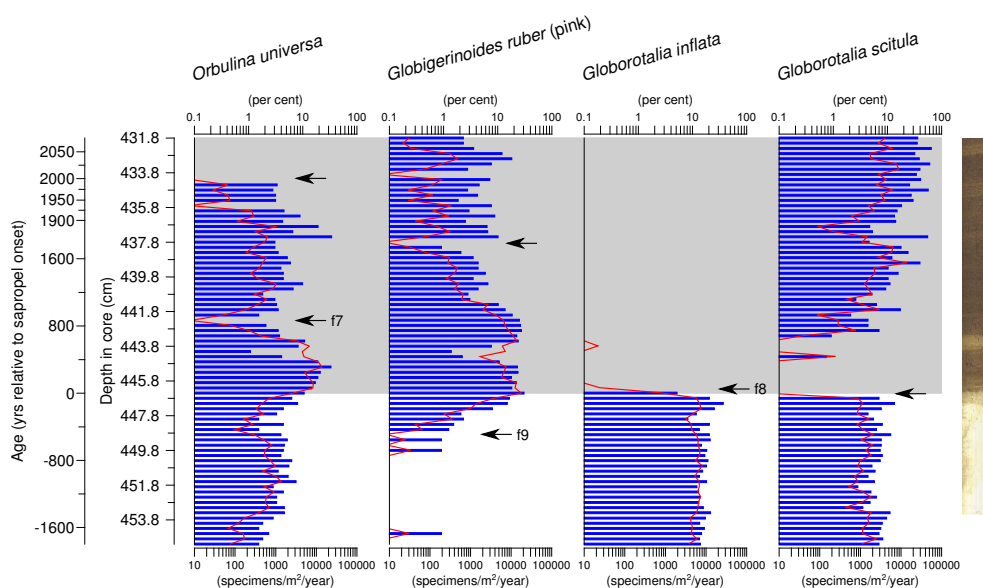 Orbulina universa
Globigerinoides ruber (pink)
Globorotalia inflata
Globorotalia scitula
(per cent) (per cent) (per cent) (per cent)
0.1 1 10 100 0.1 1 10 100 0.1 1 10 100 0.1 1 10 100
Age (yrs relative to sapropel onset)
2050
2000
1950
1900
1600
800
0
-800
-1600
Depth in core (cm)
431.8
433.8
435.8
437.8
439.8
441.8
443.8
445.8
447.8
449.8
451.8
453.8
f7
f9
f8
10 100 1000 10000 100000 10 100 1000 10000 100000 10 100 1000 10000 100000 10 100 1000 10000 100000
(specimens/m²/year) (specimens/m²/year) (specimens/m²/year) (specimens/m²/year)